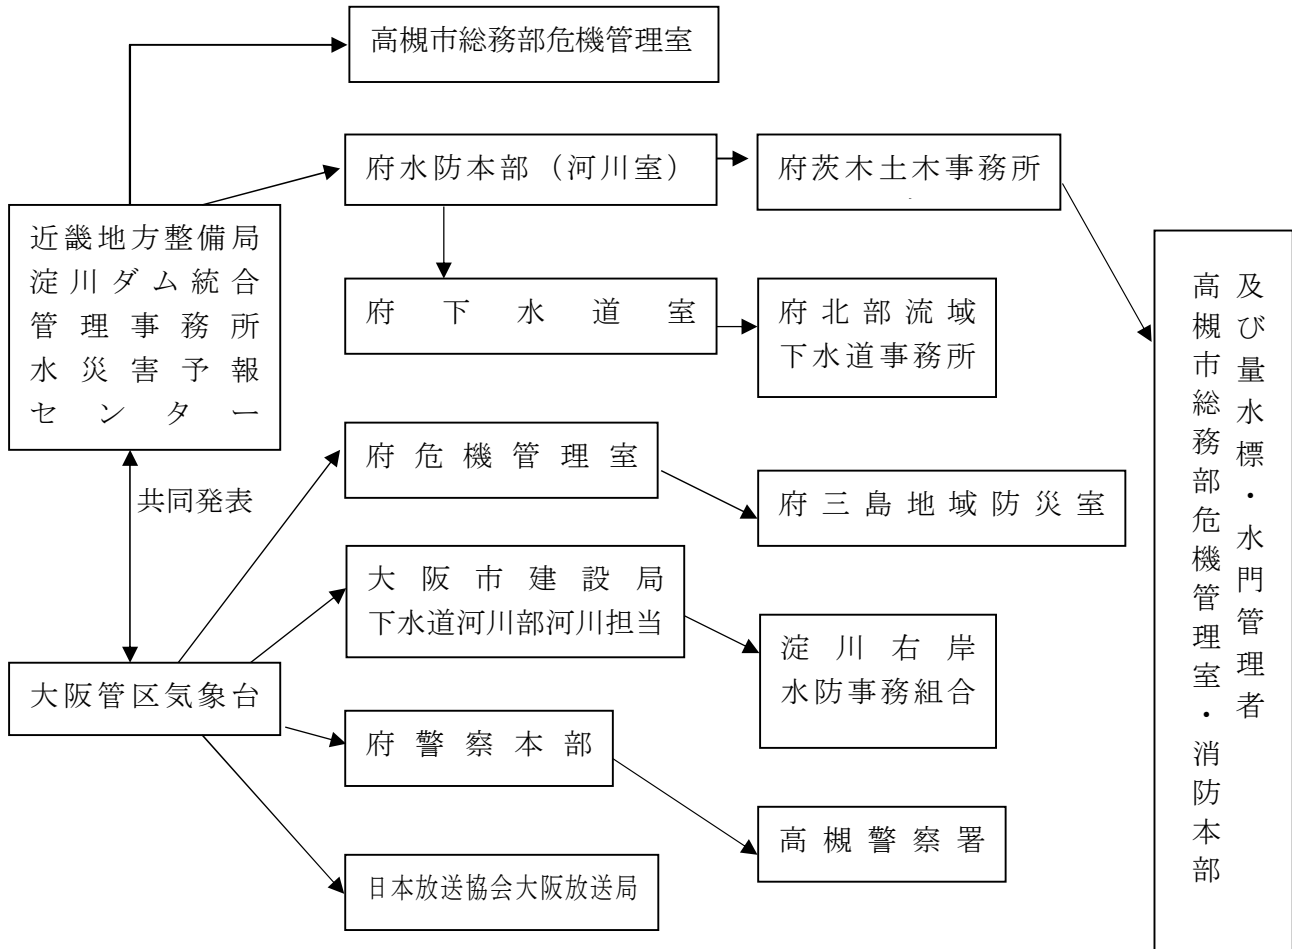 高槻市総務部危機管理室
府水防本部（河川室）
府茨木土木事務所
近畿地方整備局
淀川ダム統合
管理事務所
水災害予報
センター
府下水道室
府北部流域
下水道事務所
高槻市総務部危機管理室・消防本部
及び量水標・水門管理者
府危機管理室
共同発表
府三島地域防災室
大阪市建設局
下水道河川部河川担当
淀川右岸
水防事務組合
大阪管区気象台
府警察本部
高槻警察署
日本放送協会大阪放送局